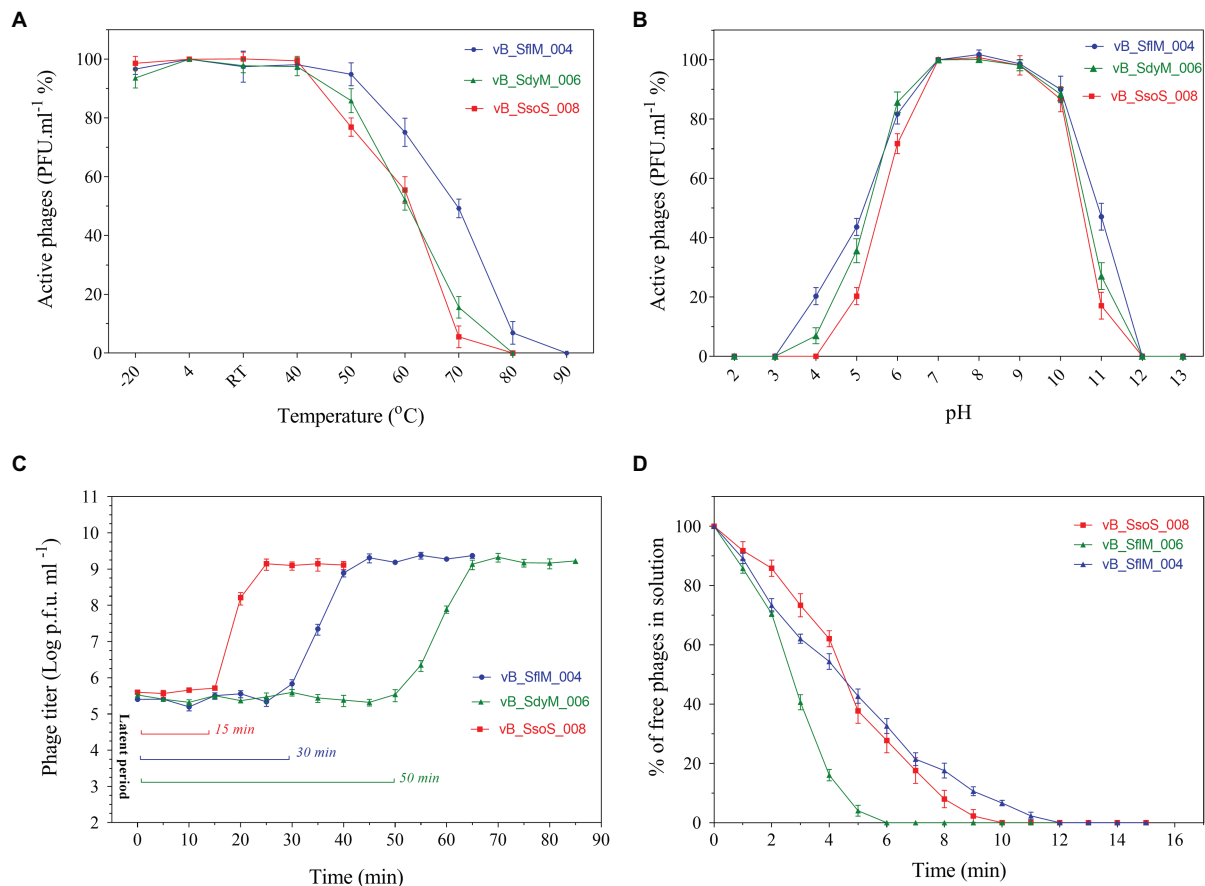 A
Active phages (PFU.ml-1 %)
100
80
60
40
20
0
-20
4
RT
40
50
60
70
80
90
Temperature (oC)
vB_SflM_004
vB_SdyM_006
vB_SsoS_008
B
Active phages (PFU.ml-1 %)
100
80
60
40
20
0
2
3
4
5
6
7
8
9
10
11
12
13
pH
vB_SflM_004
vB_SdyM_006
vB_SsoS_008
C
Phage titer (Log p.f.u. ml -1)
11
10
9
8
7
6
5
4
3
2
Latent period
15 min
30 min
50 min
vB_SflM_004
vB_SdyM_006
vB_SsoS_008
0
10
20
30
40
50
60
70
80
90
Time (min)
D
% of free phages in solution
100
80
60
40
20
0
vB_SsoS_008
vB_SflM_006
vB_SflM_004
0
2
4
6
8
10
12
14
16
Time (min)